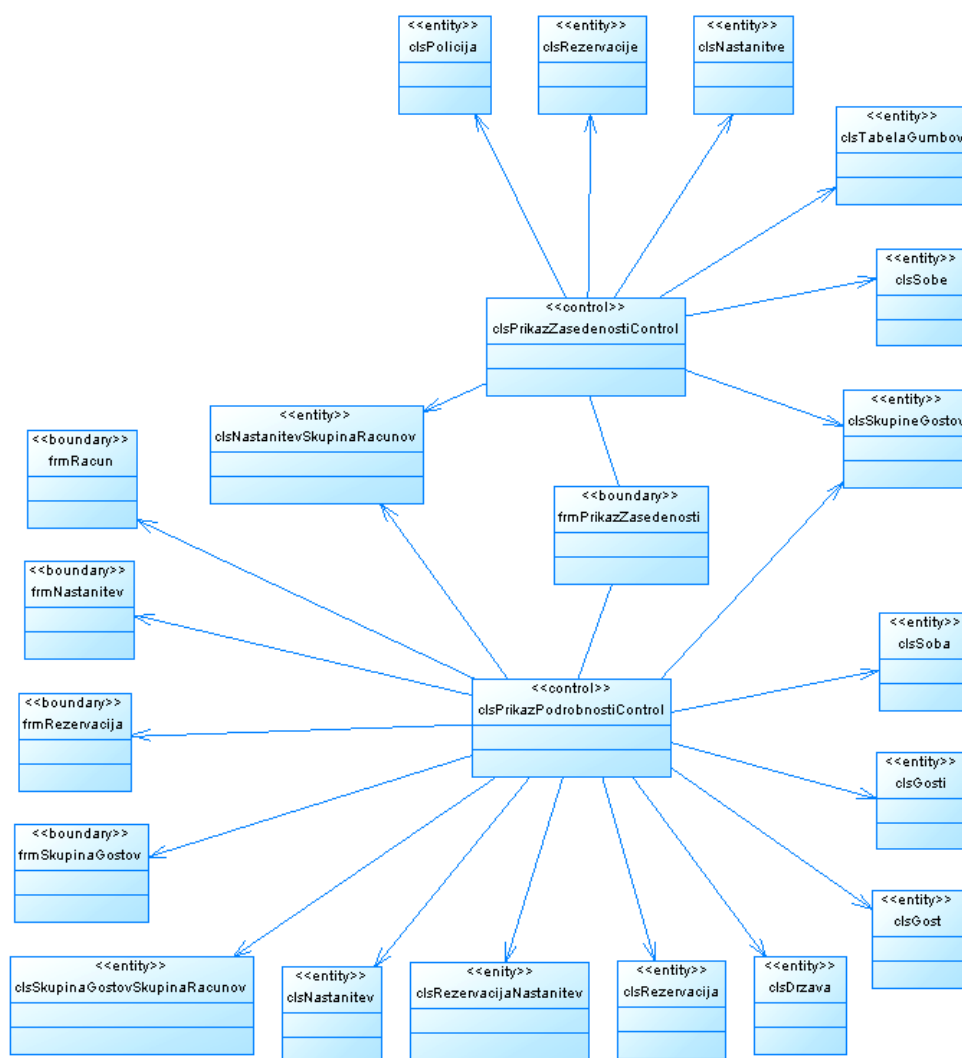 <<entity>>
clsPolicija
<<entity>>
clsRezervacije
<<entity>>
clsNastanitve
<<entity>>
clsTabelaGumbov
<<entity>>
clsSobe
<<control>>
clsPrikazZasedenostiControl
<<entity>>
clsNastanitevSkupinaRacunov
<<entity>>
clsSkupineGostov
<<boundary>>
frmRacun
<<boundary>>
frmPrikazZasedenosti
<<boundary>>
frmNastanitev
<<entity>>
clsSoba
<<control>>
clsPrikazPodrobnostiControl
<<boundary>>
frmRezervacija
<<entity>>
clsGosti
<<boundary>>
frmSkupinaGostov
<<entity>>
clsGost
<<entity>>
clsSkupinaGostovSkupinaRacunov
<<entity>>
clsNastanitev
<<enity>>
clsRezervacijaNastanitev
<<entity>>
clsRezervacija
<<entity>>
clsDrzava